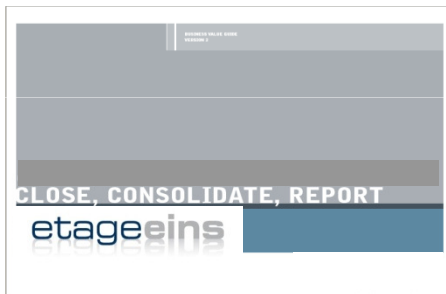 BUSINESS VALUE GUIDE
VERSION 1
CLOSE, CONSOLIDATE, REPORT
etageeins